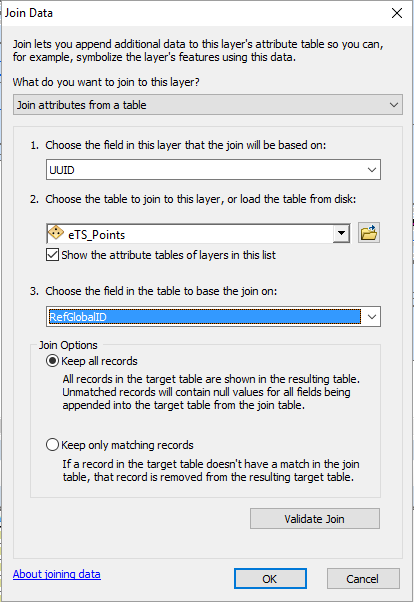 Join Data
Join lets you append additional data to this layer's attribute table so you can,
for example, symbolize the layer's features using this data.
What do you want to join to this layer?
Join attributes from a table
1. Choose the field in this layer that the join will be based on:
UUID
2. Choose the table to join to this layer, or load the table from disk:
eTS_Points
Show the attribute tables of layers in this list
3. Choose the field in the table to base the join on:
RefGlobalID
Join Options
Keep all records
All records in the target table are shown in the resulting table.
Unmatched records will contain null values for all fields being
appended into the target table from the join table.
Keep only matching records
If a record in the target table doesn't have a match in the join
table, that record is removed from the resulting target table.
Validate Join
About joining data
OK
Cancel